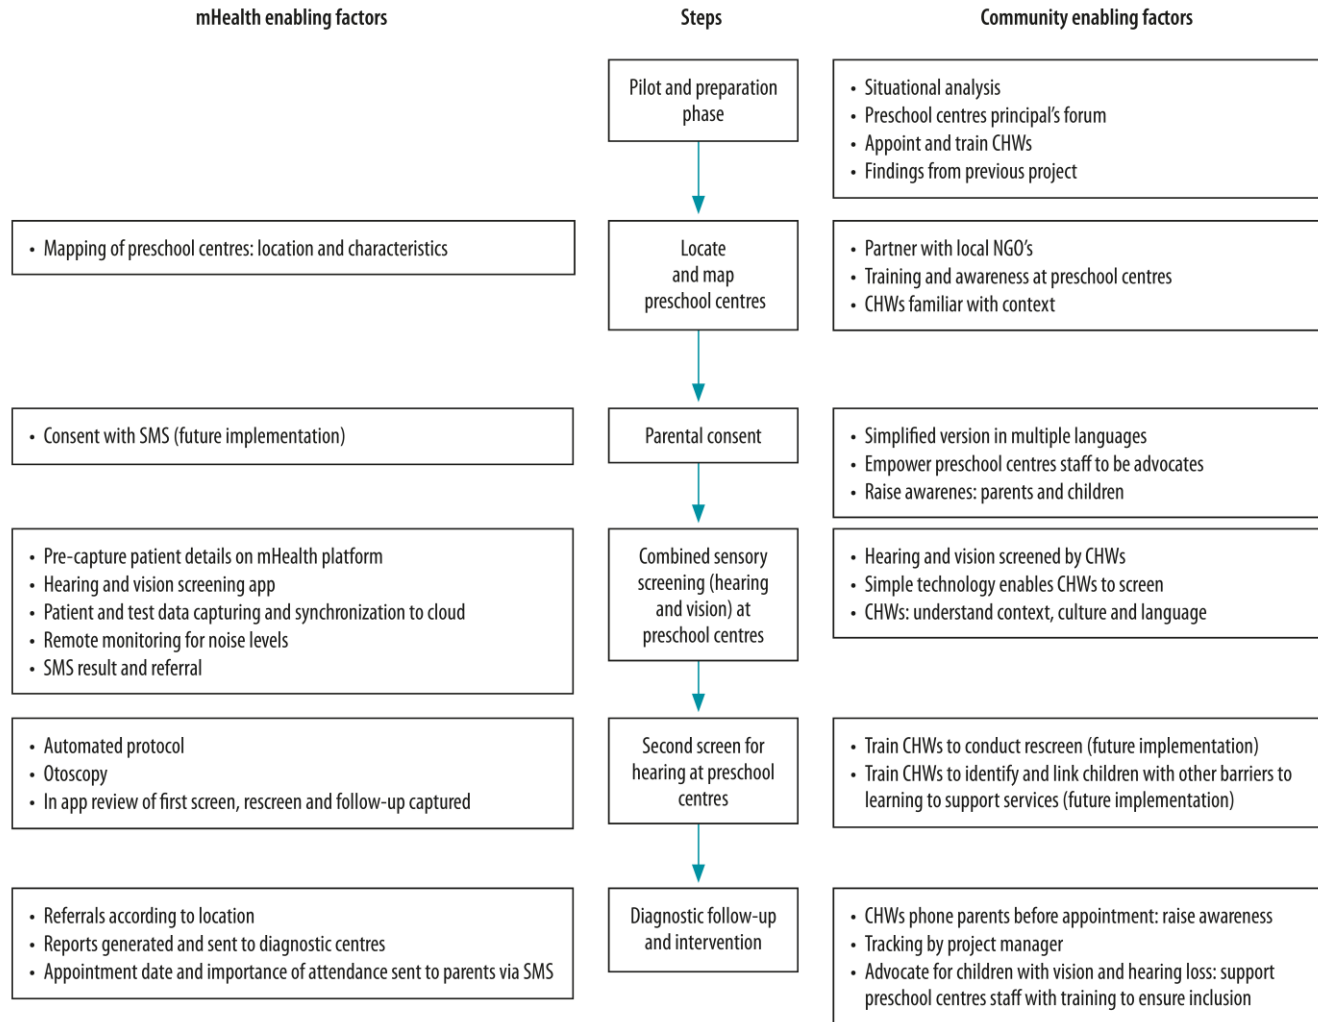 mHealth enabling factors
Steps
Community enabling factors
Pilot and preparation
phase
• Situational analysis
• Preschool centres principal's forum
• Appoint and train CHWs
• Findings from previous project
• Mapping of preschool centres: location and characteristics
Locate
and map
preschool centres
• Partner with local NGO's
• Training and awareness at preschool centres
• CHWs familiar with context
• Consent with SMS (future implementation)
Parental consent
• Simplified version in multiple languages
• Empower preschool centres staff to be advocates
• Raise awarenes: parents and children
• Pre-capture patient details on mHealth platform
• Hearing and vision screening app
• Patient and test data capturing and synchronization to cloud
• Remote monitoring for noise levels
• SMS result and referral
Combined sensory
screening (hearing
and vision) at
preschool centres
• Hearing and vision screened by CHWs
• Simple technology enables CHWs to screen
• CHWs: understand context, culture and language
• Automated protocol
• Otoscopy
• In app review of first screen, rescreen and follow-up captured
Second screen for
hearing at preschool
centres
• Train CHWs to conduct rescreen (future implementation)
• Train CHWs to identify and link children with other barriers to
learning to support services (future implementation)
• Referrals according to location
• Reports generated and sent to diagnostic centres
• Appointment date and importance of attendance sent to parents via SMS
Diagnostic follow-up
and intervention
• CHWs phone parents before appointment: raise awareness
• Tracking by project manager
• Advocate for children with vision and hearing loss: support
preschool centres staff with training to ensure inclusion